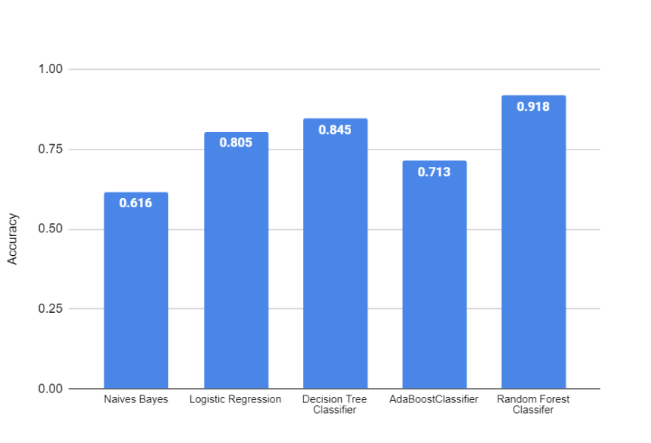 1.00
0.918
0.845
0.805
0.75
0.713
0.616
0.50
Accuracy
0.25
0.00
Naives Bayes
Logistic Regression
Decision Tree
Classifier
AdaBoostClassifier
Random Forest
Classifer